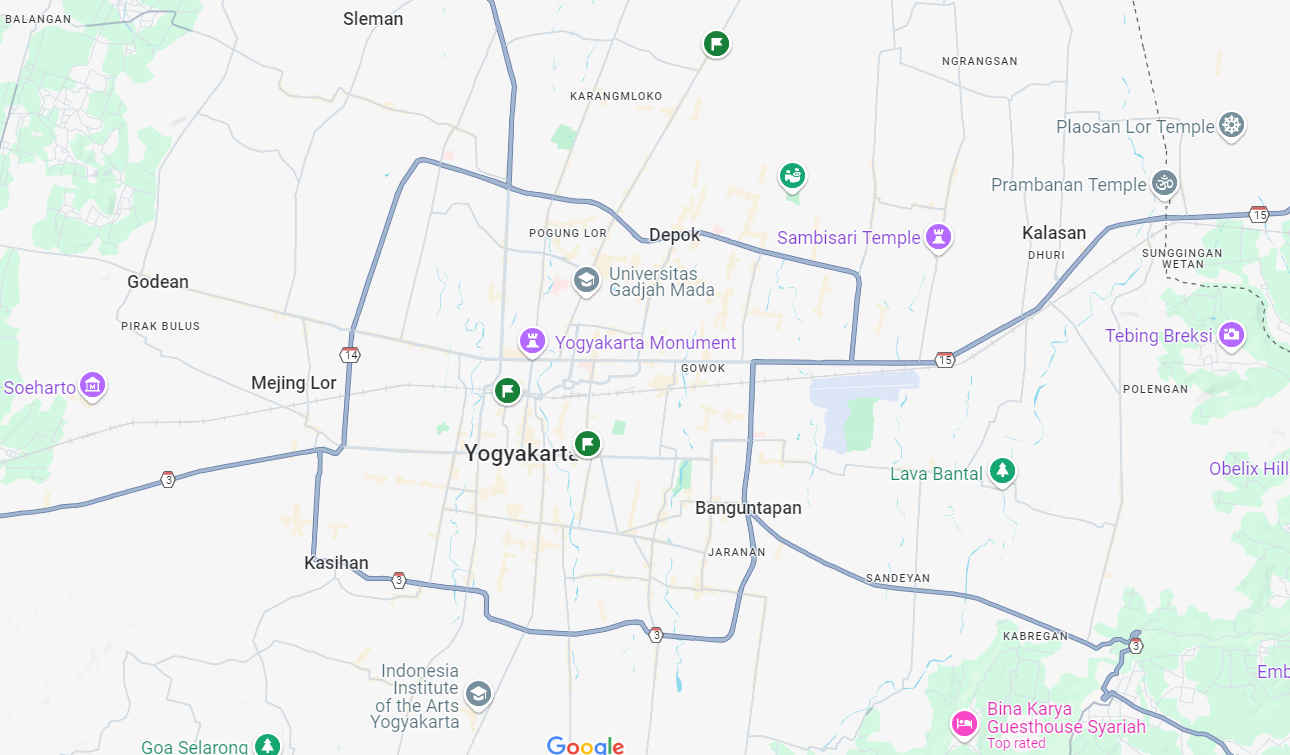 Sleman
BALANGAN
NGRANGSAN
KARANGMLOKO
Plaosan Lor Temple
Prambanan Temple
15
POGUNG LOR
Depok
Sambisari Temple
Kalasan
DHURI
SUNGGINGAN
WETAN
Godean
Universitas
Gadjah Mada
PIRAK BULUS
Yogyakarta Monument
Tebing Breksi
14
15
GOWOK
Mejing Lor
Soeharto
POLENGAN
Yogyakarta
Lava Bantal
Obelix Hill
3
Banguntapan
JARANAN
Kasihan
3
SANDEYAN
3
KABREGAN
3
Indonesia
Institute
of the Arts
Yogyakarta
Emb
Bina Karya
Guesthouse Syariah
Top rated
Goa Selarong
Google